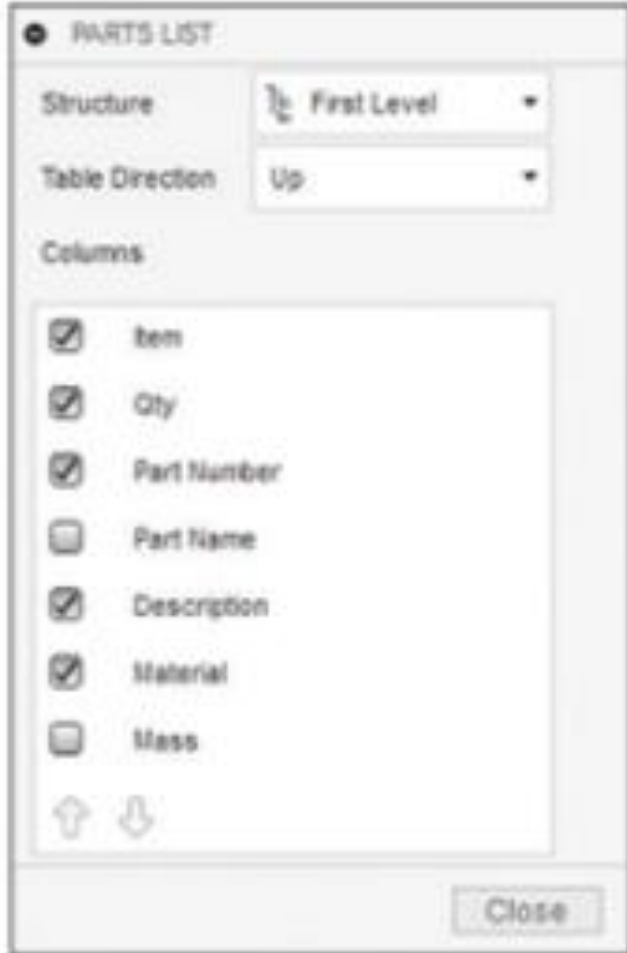 PARTS LIST
Structure First Level
Table Direction Up
Columns
Item
Qty
Part Number
Part Name
Description
Material
Mass
Close